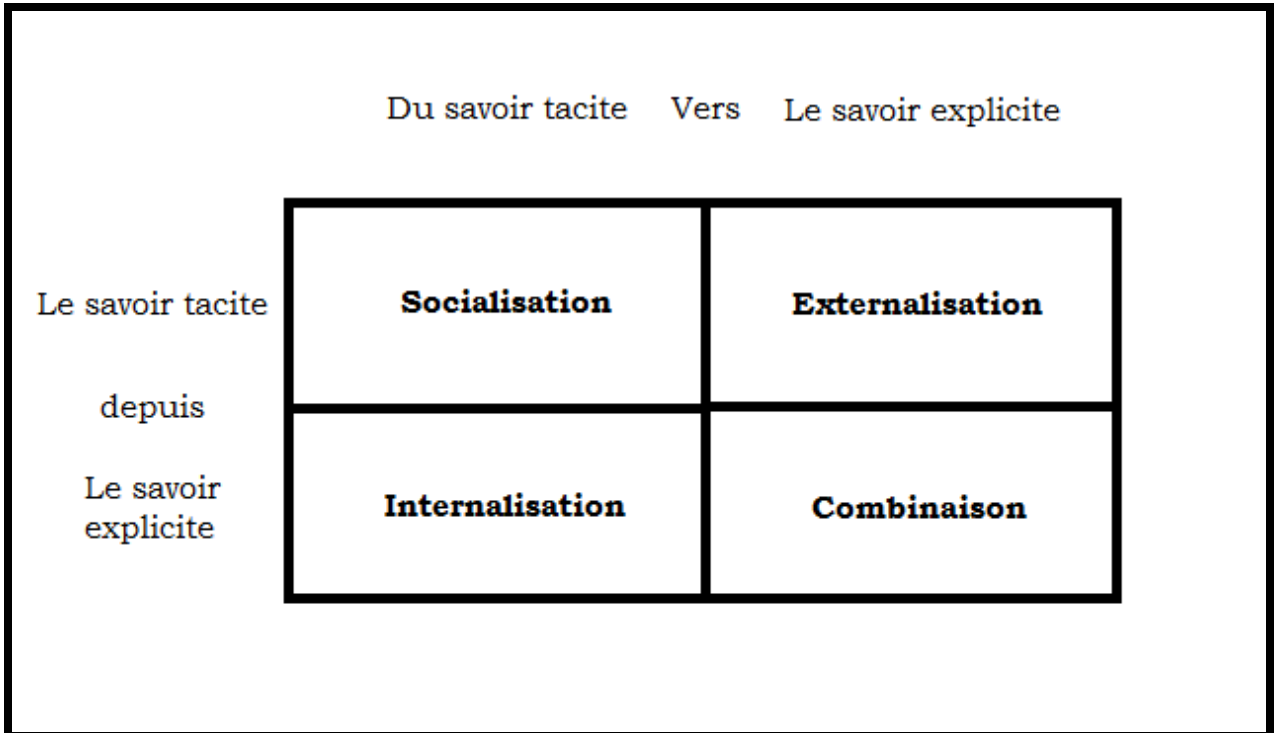 Du savoir tacite Vers Le savoir explicite
Le savoir tacite
Socialisation
Externalisation
depuis
Le savoir
explicite
Internalisation
Combinaison